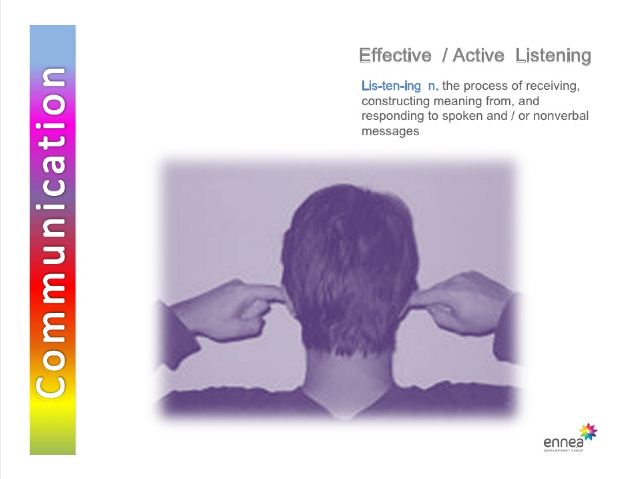 Communication
Effective / Active Listening
Lis-ten-ing n. the process of receiving,
constructing meaning from, and
responding to spoken and / or nonverbal
messages
ennea
DEVELOPMENT GROUP